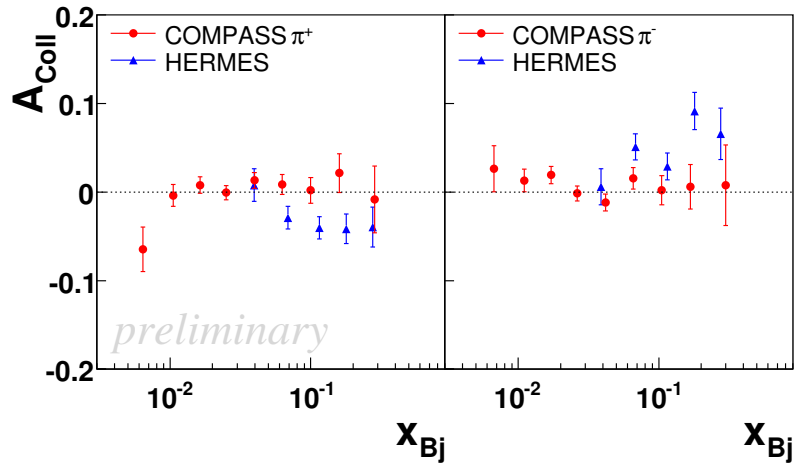 A_Coll
0.2
0.1
0
-0.1
-0.2
COMPASS π⁺
HERMES
preliminary
10⁻² 10⁻¹
x_Bj
COMPASS π⁻
HERMES
10⁻² 10⁻¹
x_Bj